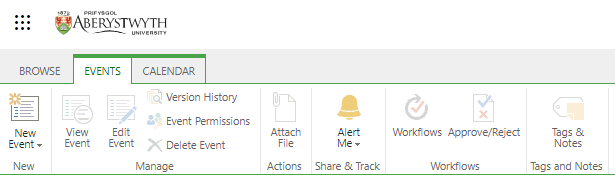 1872
PRIFYSGOL
ABERYSTWYTH
UNIVERSITY
BROWSE EVENTS CALENDAR
New Event
View Event
Edit Event
Version History
Event Permissions
Delete Event
Attach File
Alert Me
Workflows
Approve/Reject
Tags & Notes
New Manage Actions Share & Track Workflows Tags and Notes